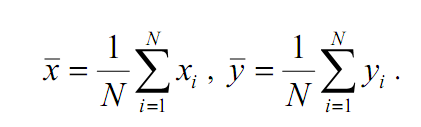 x̄ = 1/N ∑_{i=1}^{N} x_i , ȳ = 1/N ∑_{i=1}^{N} y_i .